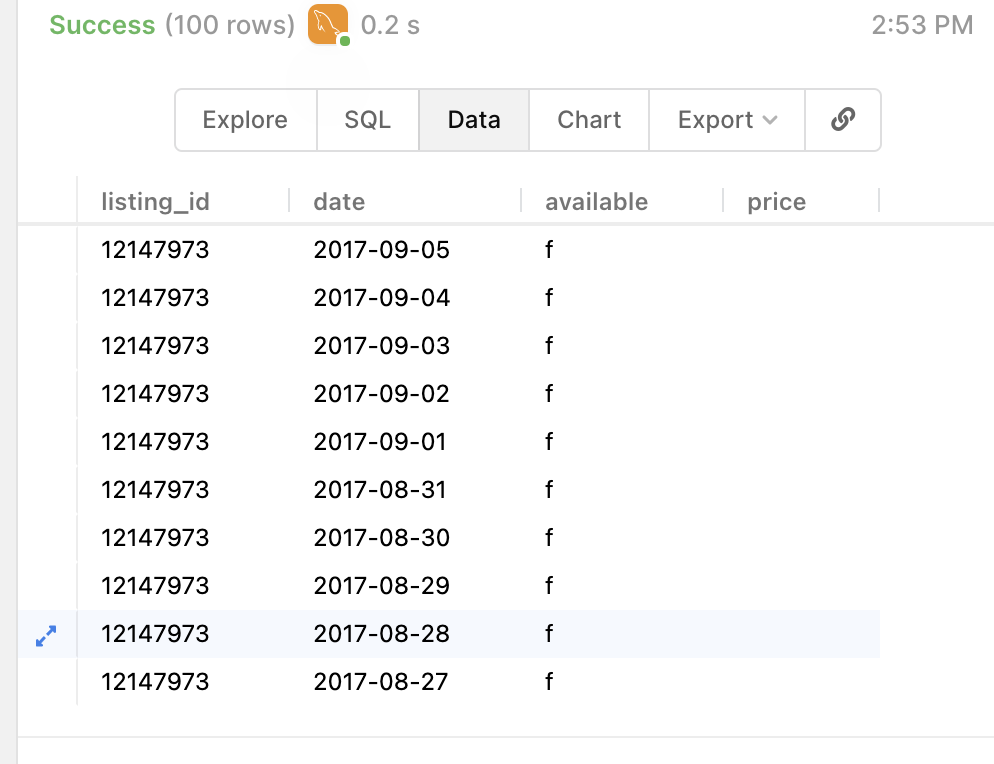 Success (100 rows) 0.2 s 2:53 PM
Explore SQL Data Chart Export
listing_id date available price
12147973 2017-09-05 f
12147973 2017-09-04 f
12147973 2017-09-03 f
12147973 2017-09-02 f
12147973 2017-09-01 f
12147973 2017-08-31 f
12147973 2017-08-30 f
12147973 2017-08-29 f
12147973 2017-08-28 f
12147973 2017-08-27 f